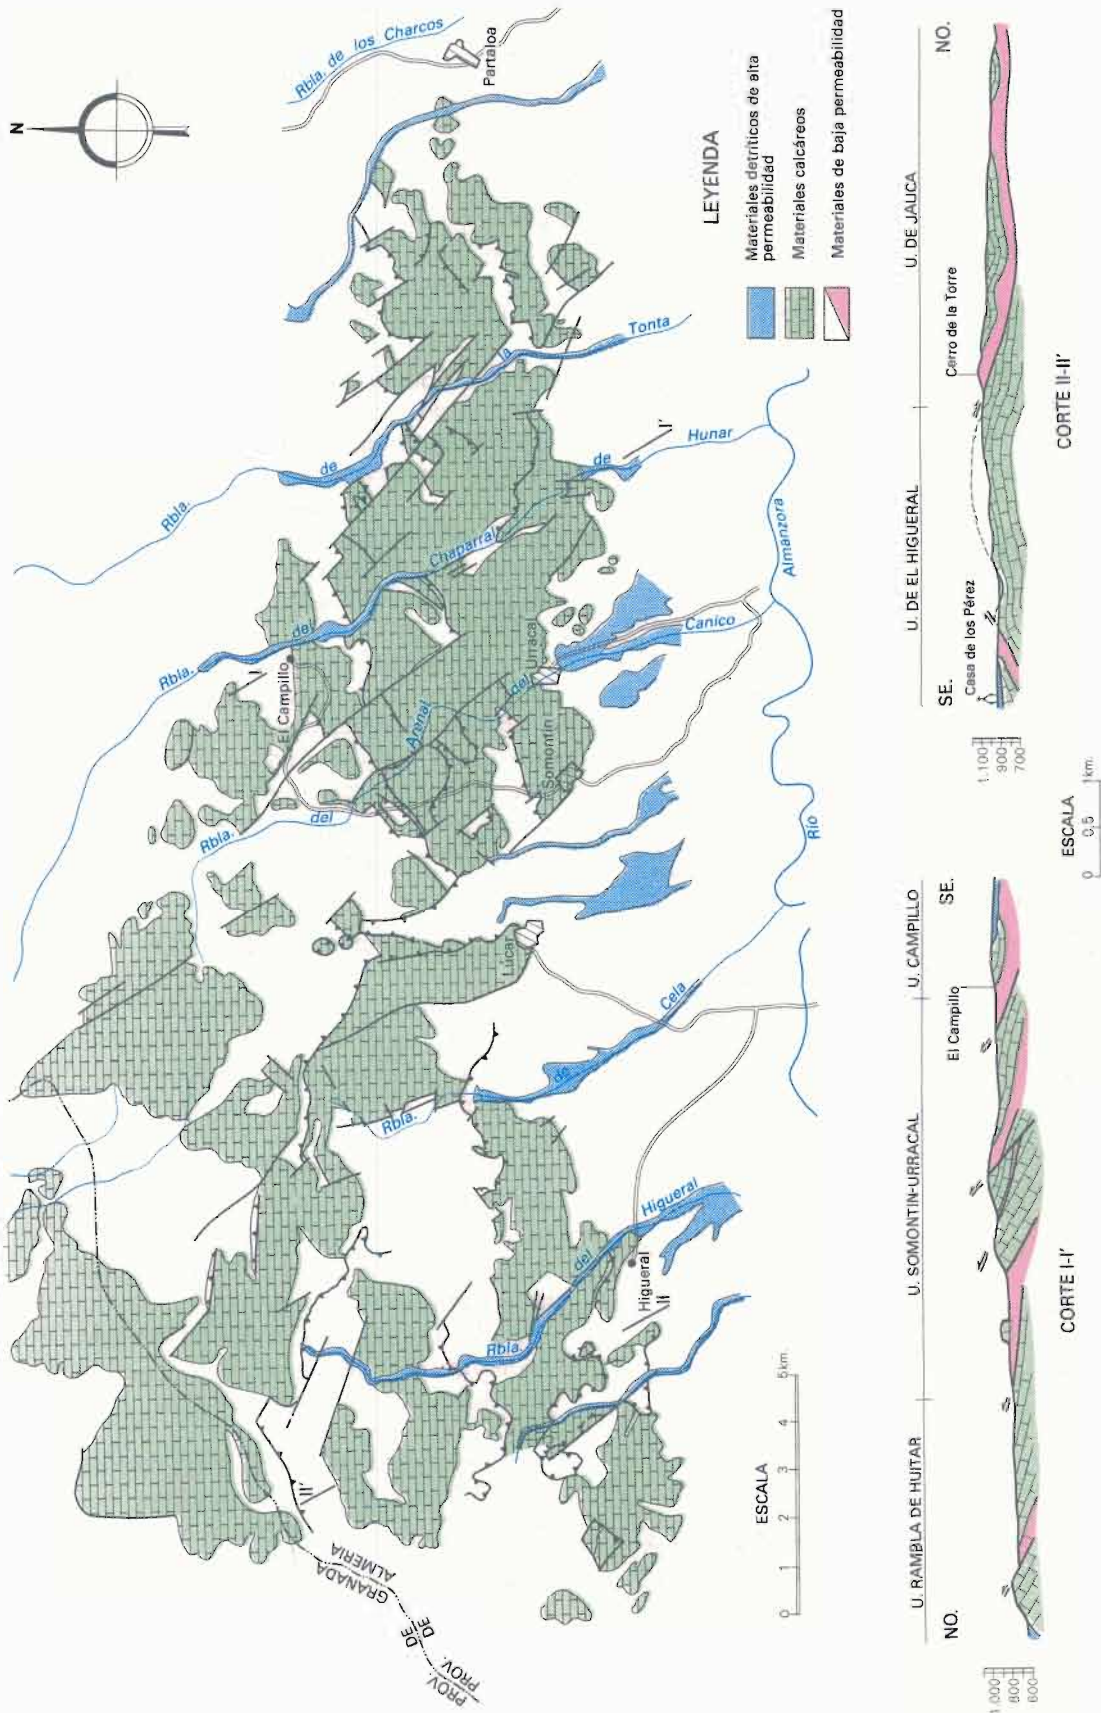 N
Rbla. de los Charcos
Partaloa
Rbla.
de
la
Tonta
Rbla.
del
Chaparral
de
Hunar
I'
El Campillo
I
Rbla.
del
Arenal
del
Urracal
Canico
Somontín
Almanzora
Río
Lúcar
Rbla.
de
Cela
Rbla.
del
Higueral
Higueral
II
II'
PROV. DE GRANADA
PROV. DE ALMERIA
ESCALA
0 1 2 3 4 5km.
LEYENDA
Materiales detríticos de alta
permeabilidad
Materiales calcáreos
Materiales de baja permeabilidad
U. RAMBLA DE HUITAR
U. SOMONTIN-URRACAL
U. CAMPILLO
NO.
El Campillo
SE.
1.000
800
600
CORTE I-I'
ESCALA
0 0,5 1km.
U. DE EL HIGUERAL
U. DE JAUCA
SE.
Casa de los Pérez
Cerro de la Torre
NO.
1.100
900
700
CORTE II-II'